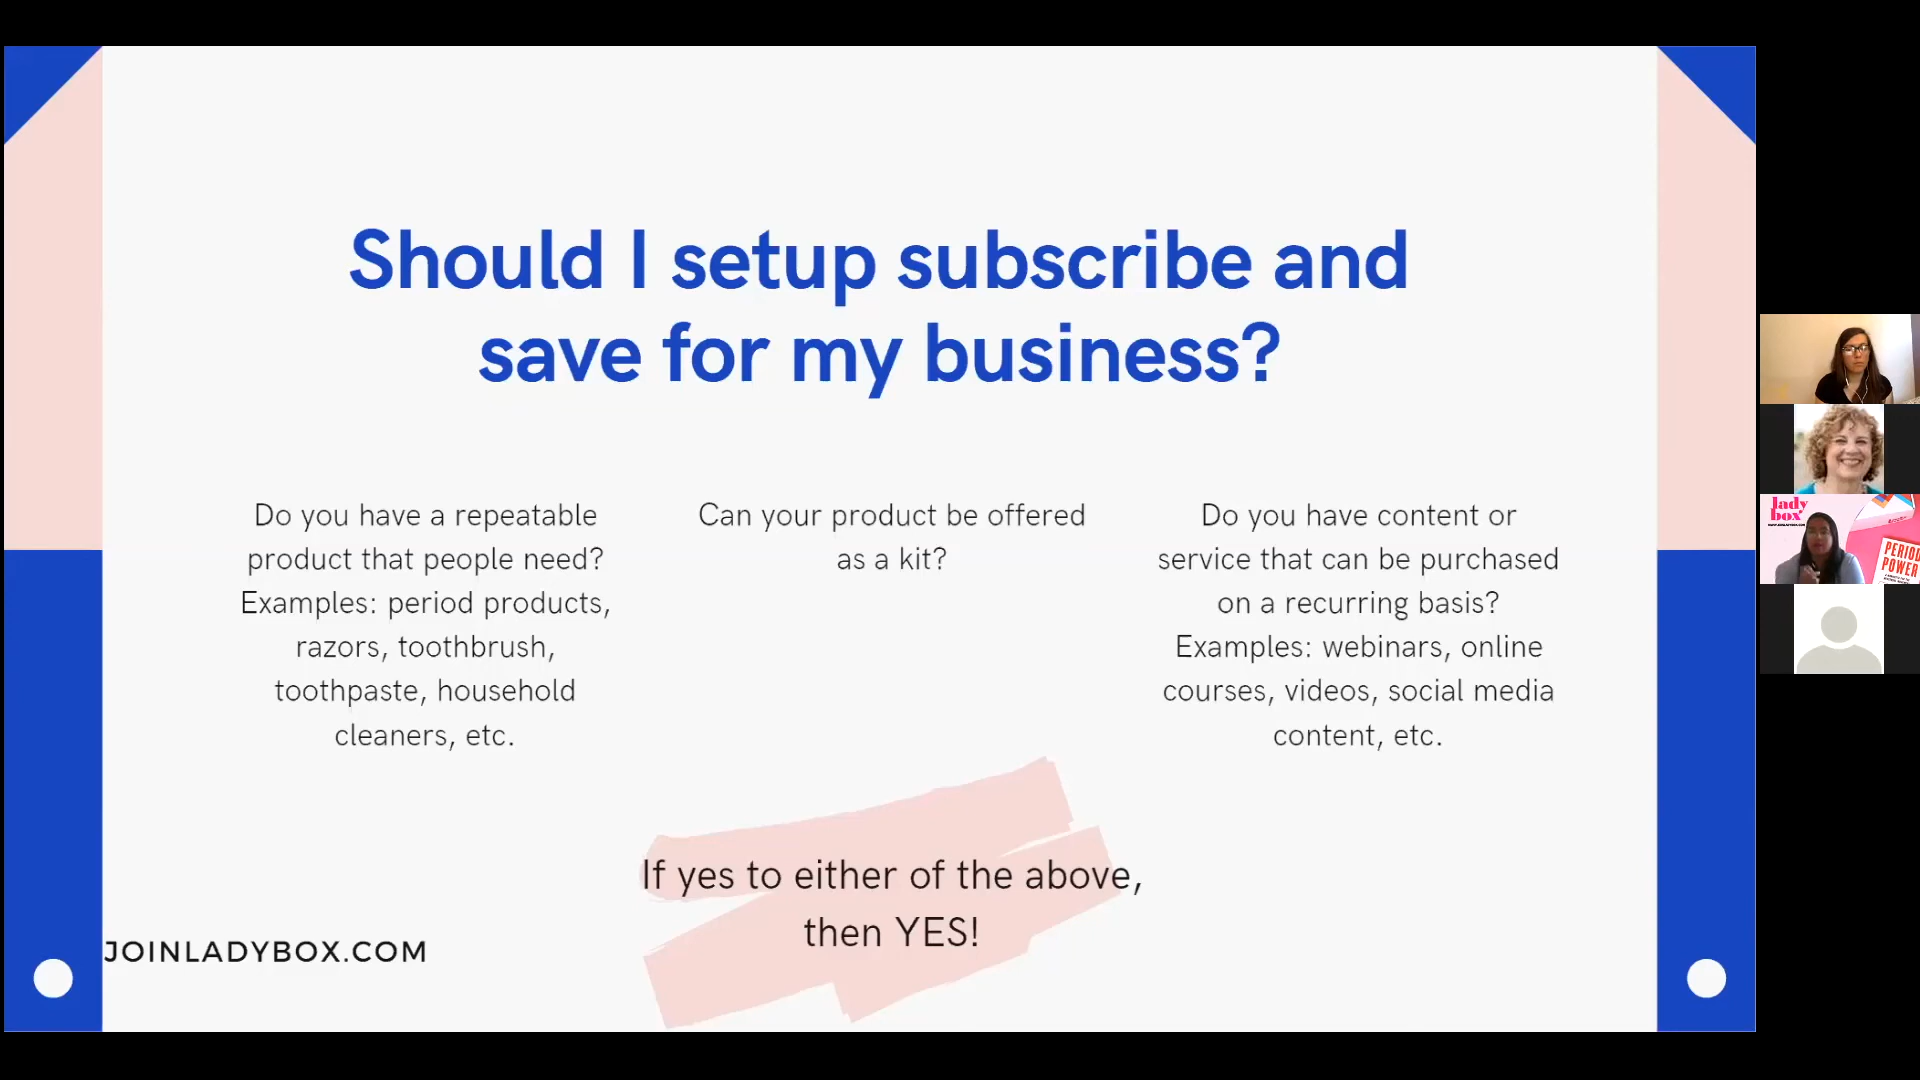 Should I setup subscribe and
save for my business?
Do you have a repeatable
product that people need?
Examples: period products,
razors, toothbrush,
toothpaste, household
cleaners, etc.
Can your product be offered
as a kit?
Do you have content or
service that can be purchased
on a recurring basis?
Examples: webinars, online
courses, videos, social media
content, etc.
If yes to either of the above,
then YES!
JOINLADYBOX.COM
lady
box
PERIOD
POWER